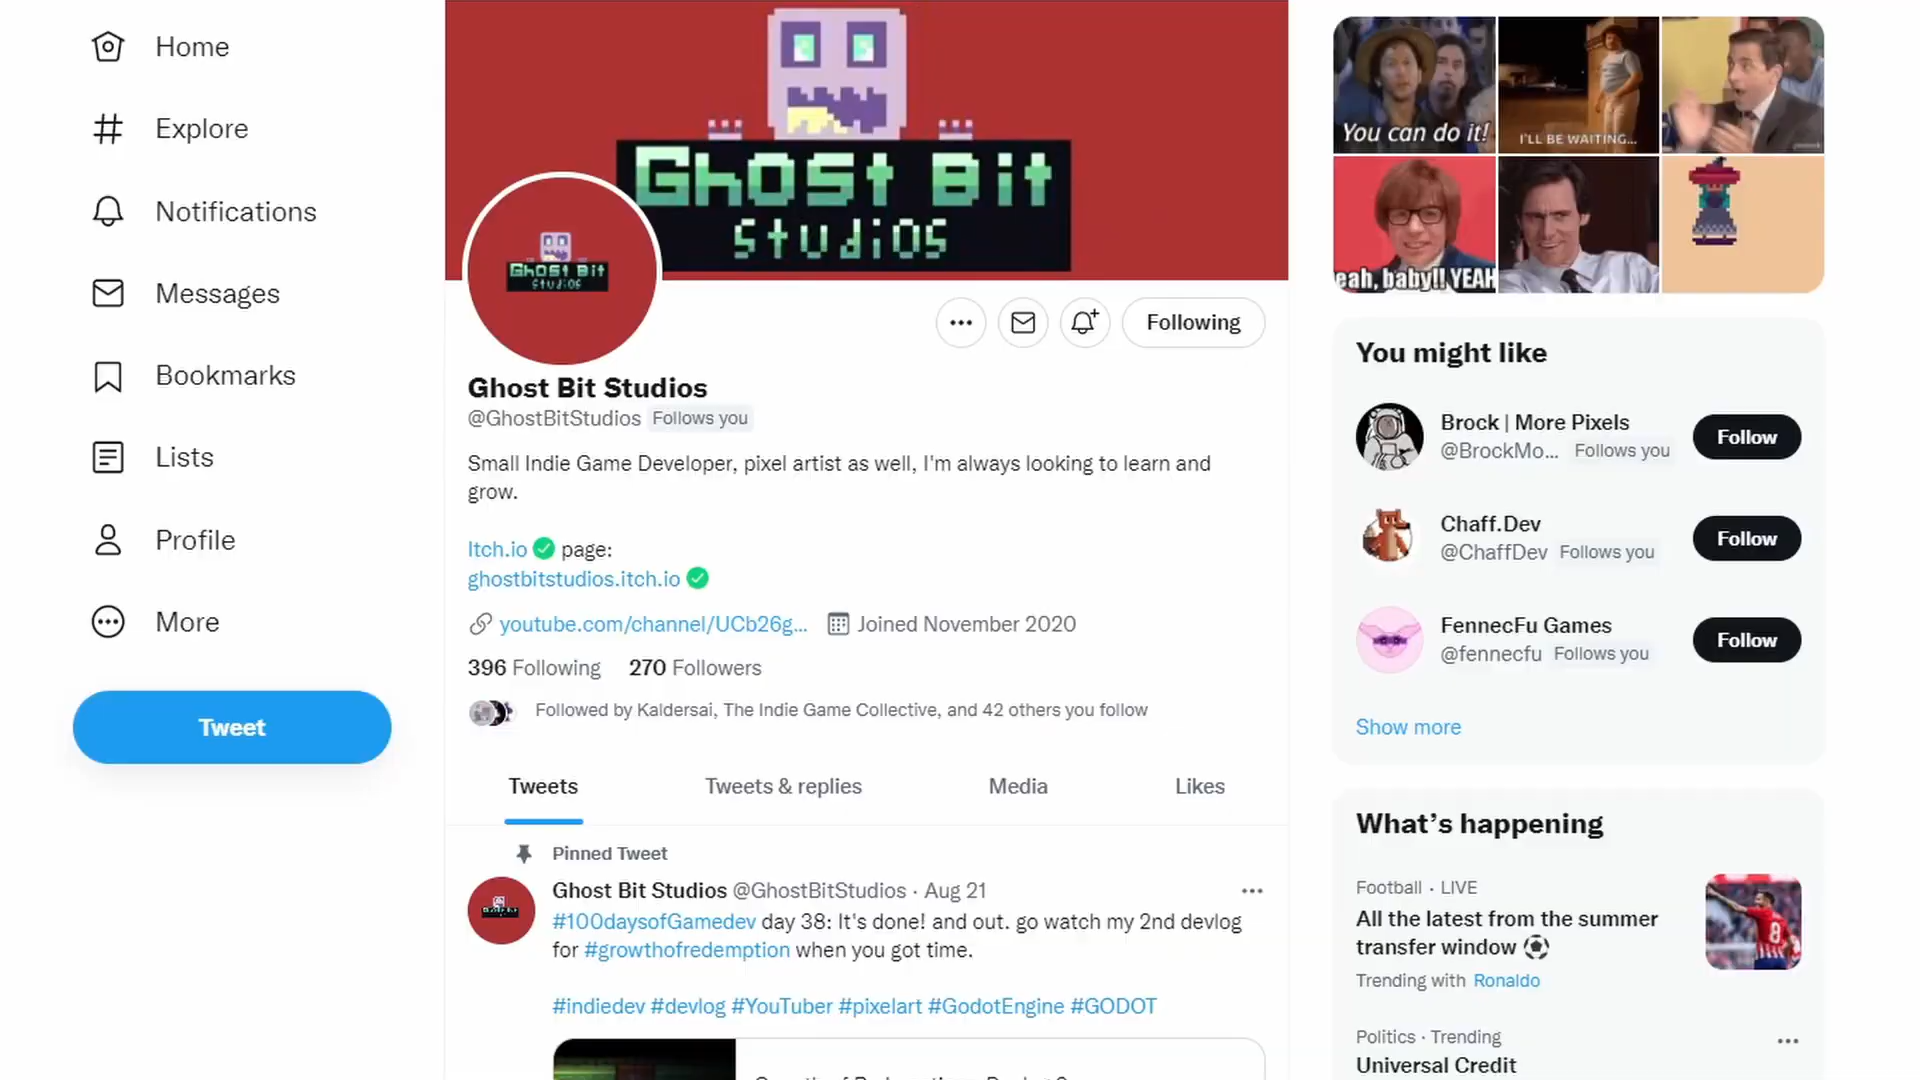 Home
Explore
Notifications
Messages
Bookmarks
Lists
Profile
More
Tweet
Ghost Bit
Studios
Ghost Bit
Studios
Following
Ghost Bit Studios
@GhostBitStudios Follows you
Small Indie Game Developer, pixel artist as well, I'm always looking to learn and
grow.
Itch.io ✅ page:
ghostbitstudios.itch.io ✅
youtube.com/channel/UCb26g... Joined November 2020
396 Following 270 Followers
Followed by Kaldersai, The Indie Game Collective, and 42 others you follow
Tweets Tweets & replies Media Likes
Pinned Tweet
Ghost Bit Studios @GhostBitStudios · Aug 21
#100daysofGamedev day 38: It's done! and out. go watch my 2nd devlog
for #growthofredemption when you got time.
#indiedev #devlog #YouTuber #pixelart #GodotEngine #GODOT
You can do it!
I'LL BE WAITING...
eah, baby!! YEAH
You might like
Brock | More Pixels
@BrockMo... Follows you
Follow
Chaff.Dev
@ChaffDev Follows you
Follow
FennecFu Games
@fennecfu Follows you
Follow
Show more
What's happening
Football · LIVE
All the latest from the summer
transfer window ⚽
Trending with Ronaldo
8
Politics · Trending
Universal Credit